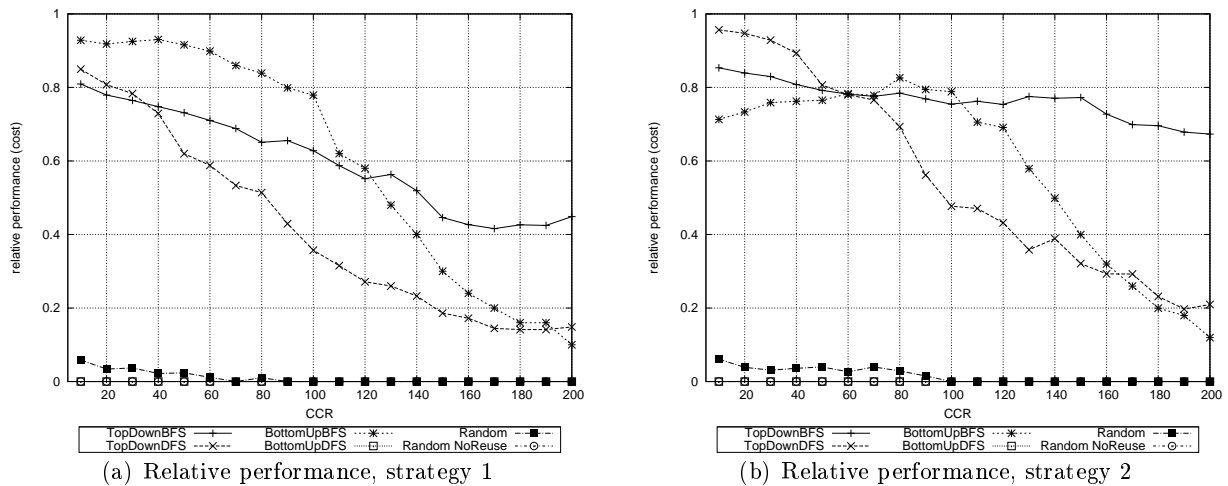 1
0.8
0.6
0.4
0.2
0
relative performance (cost)
20 40 60 80 100 120 140 160 180 200
CCR
TopDownBFS BottomUpBFS Random
TopDownDFS BottomUpDFS Random NoReuse
(a) Relative performance, strategy 1
1
0.8
0.6
0.4
0.2
0
relative performance (cost)
20 40 60 80 100 120 140 160 180 200
CCR
TopDownBFS BottomUpBFS Random
TopDownDFS BottomUpDFS Random NoReuse
(b) Relative performance, strategy 2